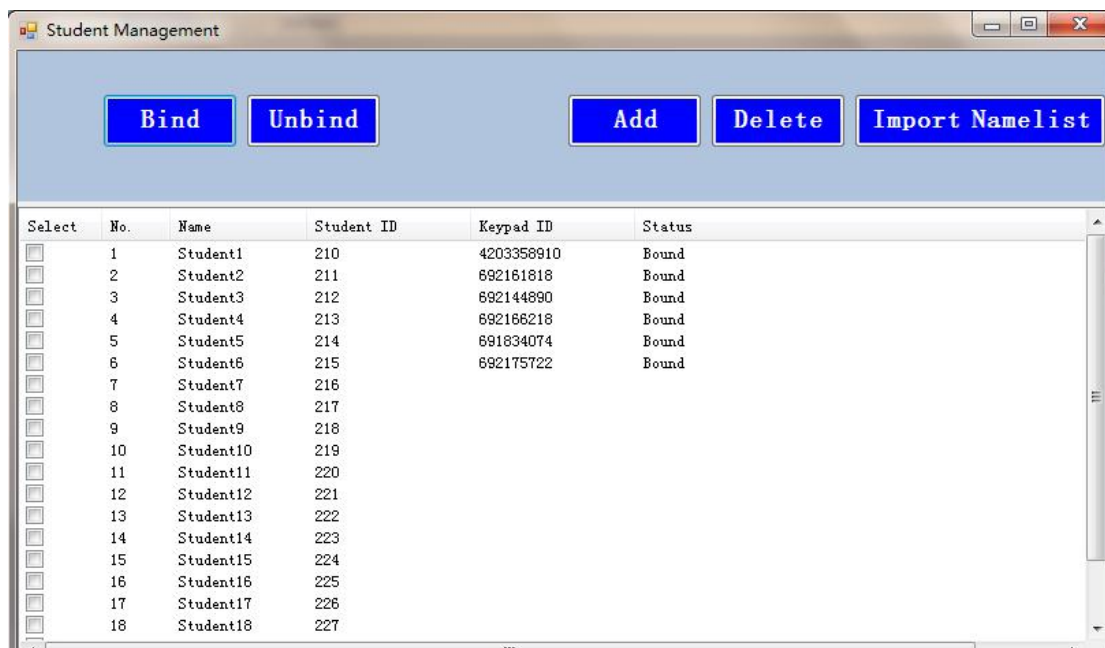 Student Management
Bind Unbind Add Delete Import Namelist
Select No. Name Student ID Keypad ID Status
1 Student1 210 4203358910 Bound
2 Student2 211 692161818 Bound
3 Student3 212 692144890 Bound
4 Student4 213 692166218 Bound
5 Student5 214 691834074 Bound
6 Student6 215 692175722 Bound
7 Student7 216
8 Student8 217
9 Student9 218
10 Student10 219
11 Student11 220
12 Student12 221
13 Student13 222
14 Student14 223
15 Student15 224
16 Student16 225
17 Student17 226
18 Student18 227